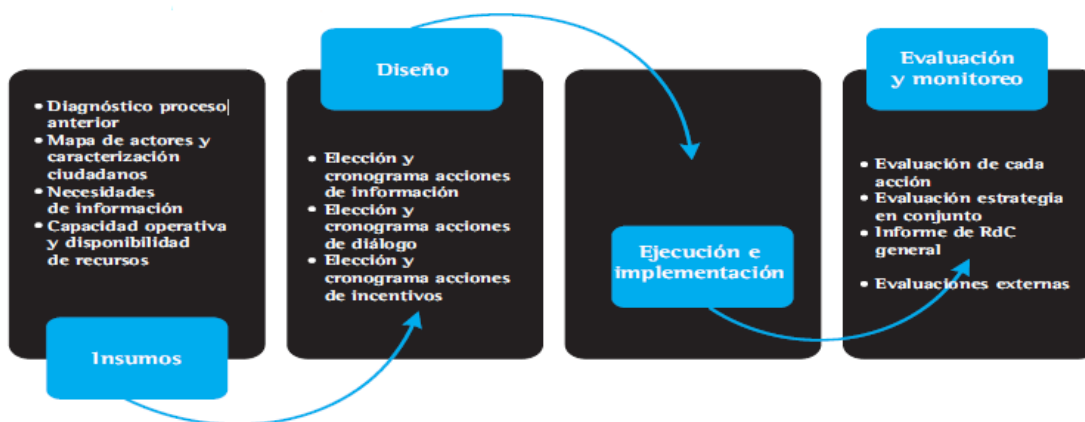 • Diagnóstico proceso
anterior
• Mapa de actores y
caracterización
ciudadanos
• Necesidades
de información
• Capacidad operativa
y disponibilidad
de recursos
Insumos
Diseño
• Elección y
cronograma acciones
de información
• Elección y
cronograma acciones
de diálogo
• Elección y
cronograma acciones
de incentivos
Ejecución e
implementación
Evaluación
y monitoreo
• Evaluación de cada
acción
• Evaluación estrategia
en conjunto
• Informe de RdC
general
• Evaluaciones externas